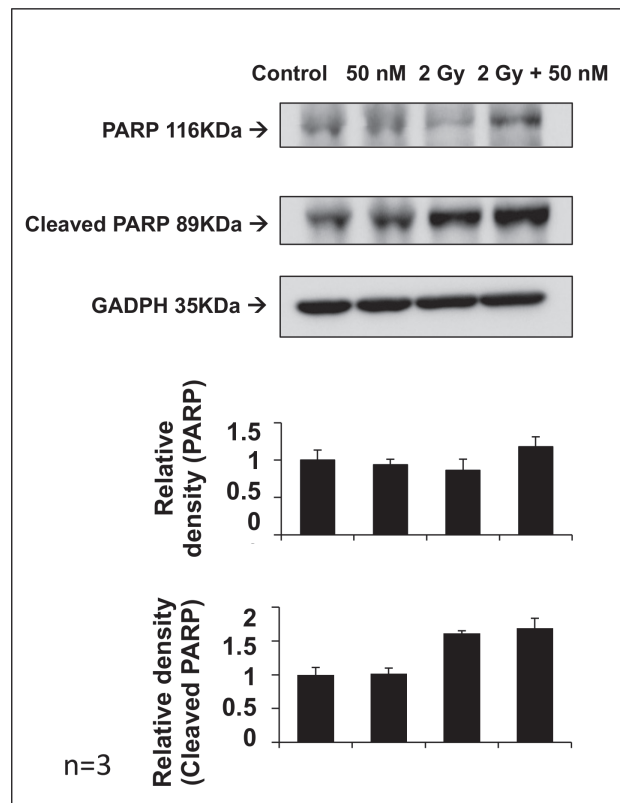 Control 50 nM 2 Gy 2 Gy + 50 nM
PARP 116KDa →
Cleaved PARP 89KDa →
GADPH 35KDa →
Relative
density (PARP)
1.5
1
0.5
0
Relative density
(Cleaved PARP)
2
1.5
1
0.5
0
n=3